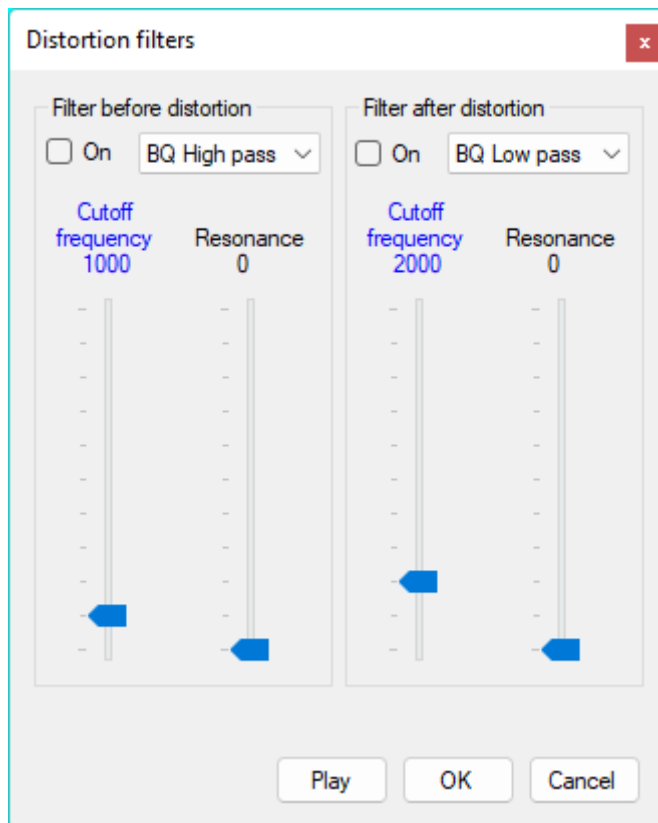 Distortion filters
x
Filter before distortion
On
BQ High pass
Cutoff
frequency
1000
Resonance
0
Filter after distortion
On
BQ Low pass
Cutoff
frequency
2000
Resonance
0
Play
OK
Cancel